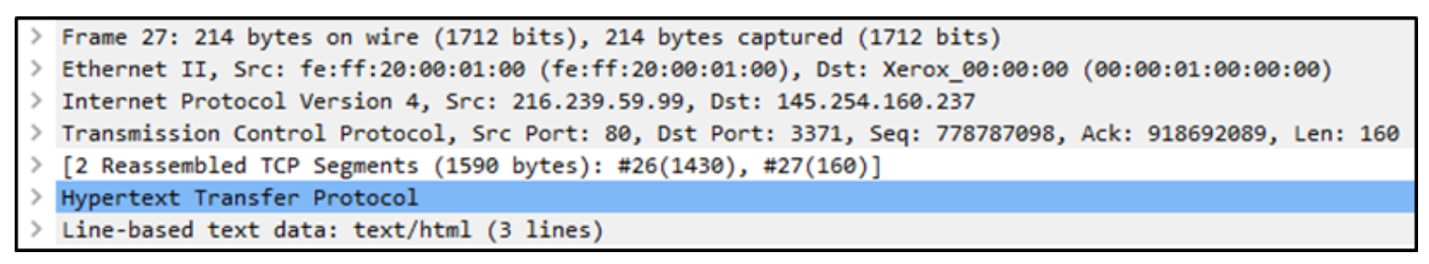 Frame 27: 214 bytes on wire (1712 bits), 214 bytes captured (1712 bits)
Ethernet II, Src: fe:ff:20:00:01:00 (fe:ff:20:00:01:00), Dst: Xerox_00:00:00 (00:00:01:00:00:00)
Internet Protocol Version 4, Src: 216.239.59.99, Dst: 145.254.160.237
Transmission Control Protocol, Src Port: 80, Dst Port: 3371, Seq: 778787098, Ack: 918692089, Len: 160
[2 Reassembled TCP Segments (1590 bytes): #26(1430), #27(160)]
Hypertext Transfer Protocol
Line-based text data: text/html (3 lines)